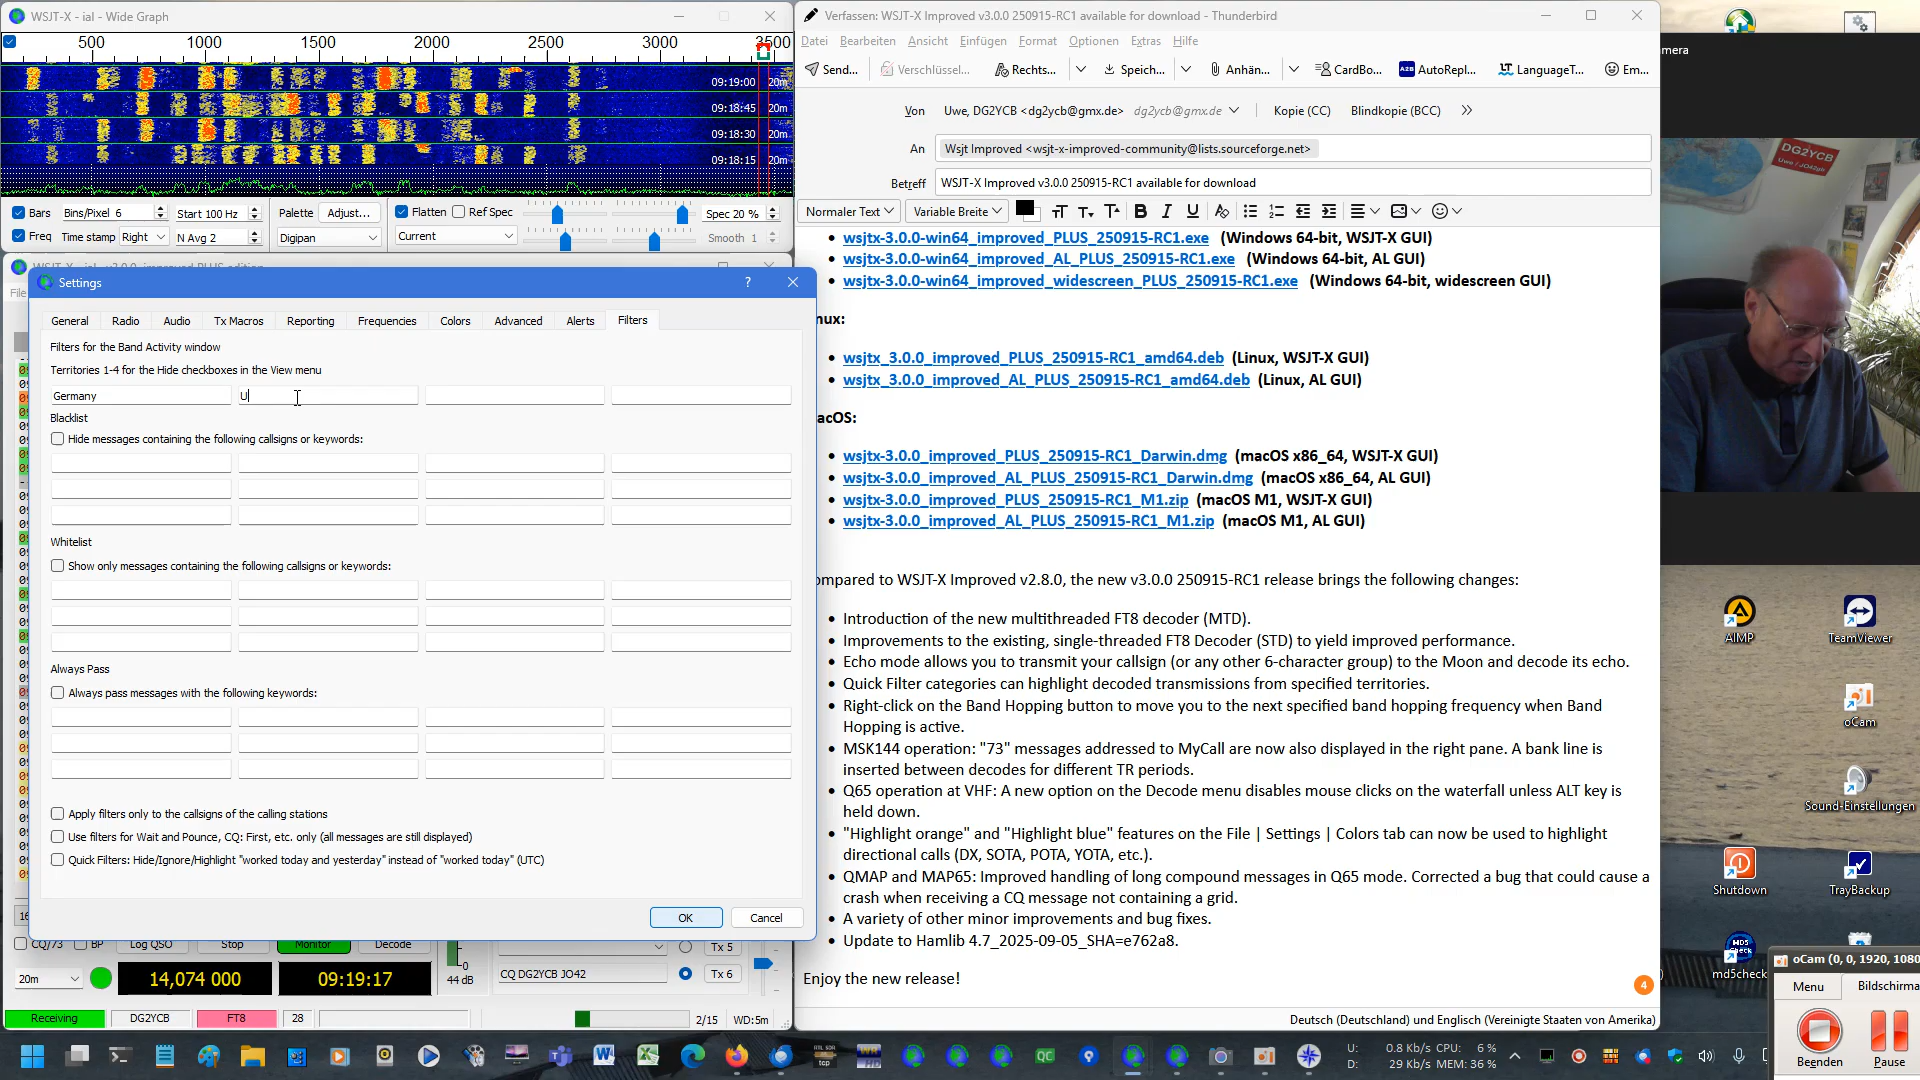 WSJT-X - ial - Wide Graph
500 1000 1500 2000 2500 3000 3500
09:19:00 20m
09:18:45 20m
09:18:30 20m
09:18:15 20m
Bars Bins/Pixel 6 Start 100 Hz Palette Adjust... Flatten Ref Spec Spec 20 %
Freq Time stamp Right N Avg 2 Digipan Current Smooth 1
File
Settings ?
General Radio Audio Tx Macros Reporting Frequencies Colors Advanced Alerts Filters
Filters for the Band Activity window
Territories 1-4 for the Hide checkboxes in the View menu
Germany U
Blacklist
Hide messages containing the following callsigns or keywords:
Whitelist
Show only messages containing the following callsigns or keywords:
Always Pass
Always pass messages with the following keywords:
Apply filters only to the callsigns of the calling stations
Use filters for Wait and Pounce, CQ: First, etc. only (all messages are still displayed)
Quick Filters: Hide/Ignore/Highlight "worked today and yesterday" instead of "worked today" (UTC)
OK Cancel
CQ/73 BP Log QSO Stop Monitor Decode Tx 5
20m 14,074 000 09:19:17 -0 44 dB CQ DG2YCB JO42 Tx 6
Receiving DG2YCB FT8 28 2/15 WD:5m
Verfassen: WSJT-X Improved v3.0.0 250915-RC1 available for download - Thunderbird
Datei Bearbeiten Ansicht Einfügen Format Optionen Extras Hilfe
Send... Verschlüssel... Rechts... Speich... Anhän... CardBo... AutoRepl... LanguageT... Em...
Von Uwe, DG2YCB <dg2ycb@gmx.de> dg2ycb@gmx.de Kopie (CC) Blindkopie (BCC)
An Wsjt Improved <wsjt-x-improved-community@lists.sourceforge.net>
Betreff WSJT-X Improved v3.0.0 250915-RC1 available for download
Normaler Text Variable Breite
wsjtx-3.0.0-win64_improved_PLUS_250915-RC1.exe (Windows 64-bit, WSJT-X GUI)
wsjtx-3.0.0-win64_improved_AL_PLUS_250915-RC1.exe (Windows 64-bit, AL GUI)
wsjtx-3.0.0-win64_improved_widescreen_PLUS_250915-RC1.exe (Windows 64-bit, widescreen GUI)
nux:
wsjtx_3.0.0_improved_PLUS_250915-RC1_amd64.deb (Linux, WSJT-X GUI)
wsjtx_3.0.0_improved_AL_PLUS_250915-RC1_amd64.deb (Linux, AL GUI)
acOS:
wsjtx-3.0.0_improved_PLUS_250915-RC1_Darwin.dmg (macOS x86_64, WSJT-X GUI)
wsjtx-3.0.0_improved_AL_PLUS_250915-RC1_Darwin.dmg (macOS x86_64, AL GUI)
wsjtx-3.0.0_improved_PLUS_250915-RC1_M1.zip (macOS M1, WSJT-X GUI)
wsjtx-3.0.0_improved_AL_PLUS_250915-RC1_M1.zip (macOS M1, AL GUI)
ompared to WSJT-X Improved v2.8.0, the new v3.0.0 250915-RC1 release brings the following changes:
Introduction of the new multithreaded FT8 decoder (MTD).
Improvements to the existing, single-threaded FT8 Decoder (STD) to yield improved performance.
Echo mode allows you to transmit your callsign (or any other 6-character group) to the Moon and decode its echo.
Quick Filter categories can highlight decoded transmissions from specified territories.
Right-click on the Band Hopping button to move you to the next specified band hopping frequency when Band
Hopping is active.
MSK144 operation: "73" messages addressed to MyCall are now also displayed in the right pane. A bank line is
inserted between decodes for different TR periods.
Q65 operation at VHF: A new option on the Decode menu disables mouse clicks on the waterfall unless ALT key is
held down.
"Highlight orange" and "Highlight blue" features on the File | Settings | Colors tab can now be used to highlight
directional calls (DX, SOTA, POTA, YOTA, etc.).
QMAP and MAP65: Improved handling of long compound messages in Q65 mode. Corrected a bug that could cause a
crash when receiving a CQ message not containing a grid.
A variety of other minor improvements and bug fixes.
Update to Hamlib 4.7_2025-09-05_SHA=e762a8.
Enjoy the new release!
4
Deutsch (Deutschland) und Englisch (Vereinigte Staaten von Amerika)
amera
DG2YCB
AIMP TeamViewer
oCam
Sound-Einstellungen
Shutdown TrayBackup
md5check
oCam (0, 0, 1920, 1080
Menu Bildschirma
Beenden Pause
U: 0.8 Kb/s CPU: 6 %
D: 29 Kb/s MEM: 36 %